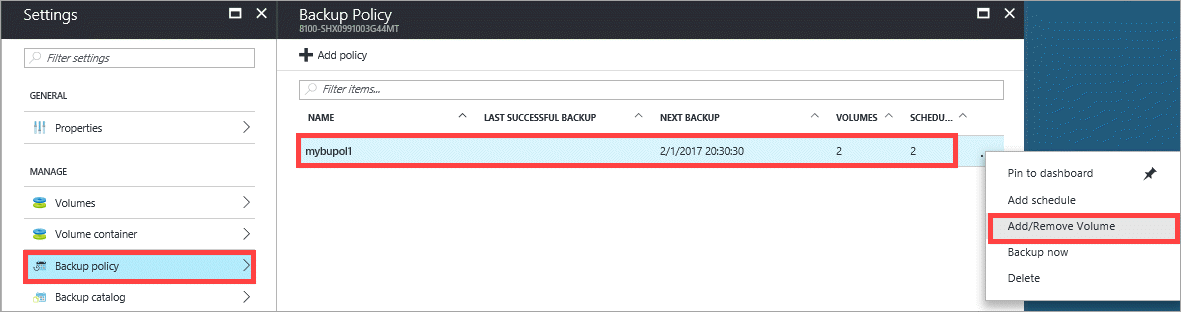 Settings
Filter settings
GENERAL
Properties
MANAGE
Volumes
Volume container
Backup policy
Backup catalog
Backup Policy
8100-SHX0991003G44MT
Add policy
Filter items...
NAME LAST SUCCESSFUL BACKUP NEXT BACKUP VOLUMES SCHEDU...
mybupol1 2/1/2017 20:30:30 2 2
Pin to dashboard
Add schedule
Add/Remove Volume
Backup now
Delete